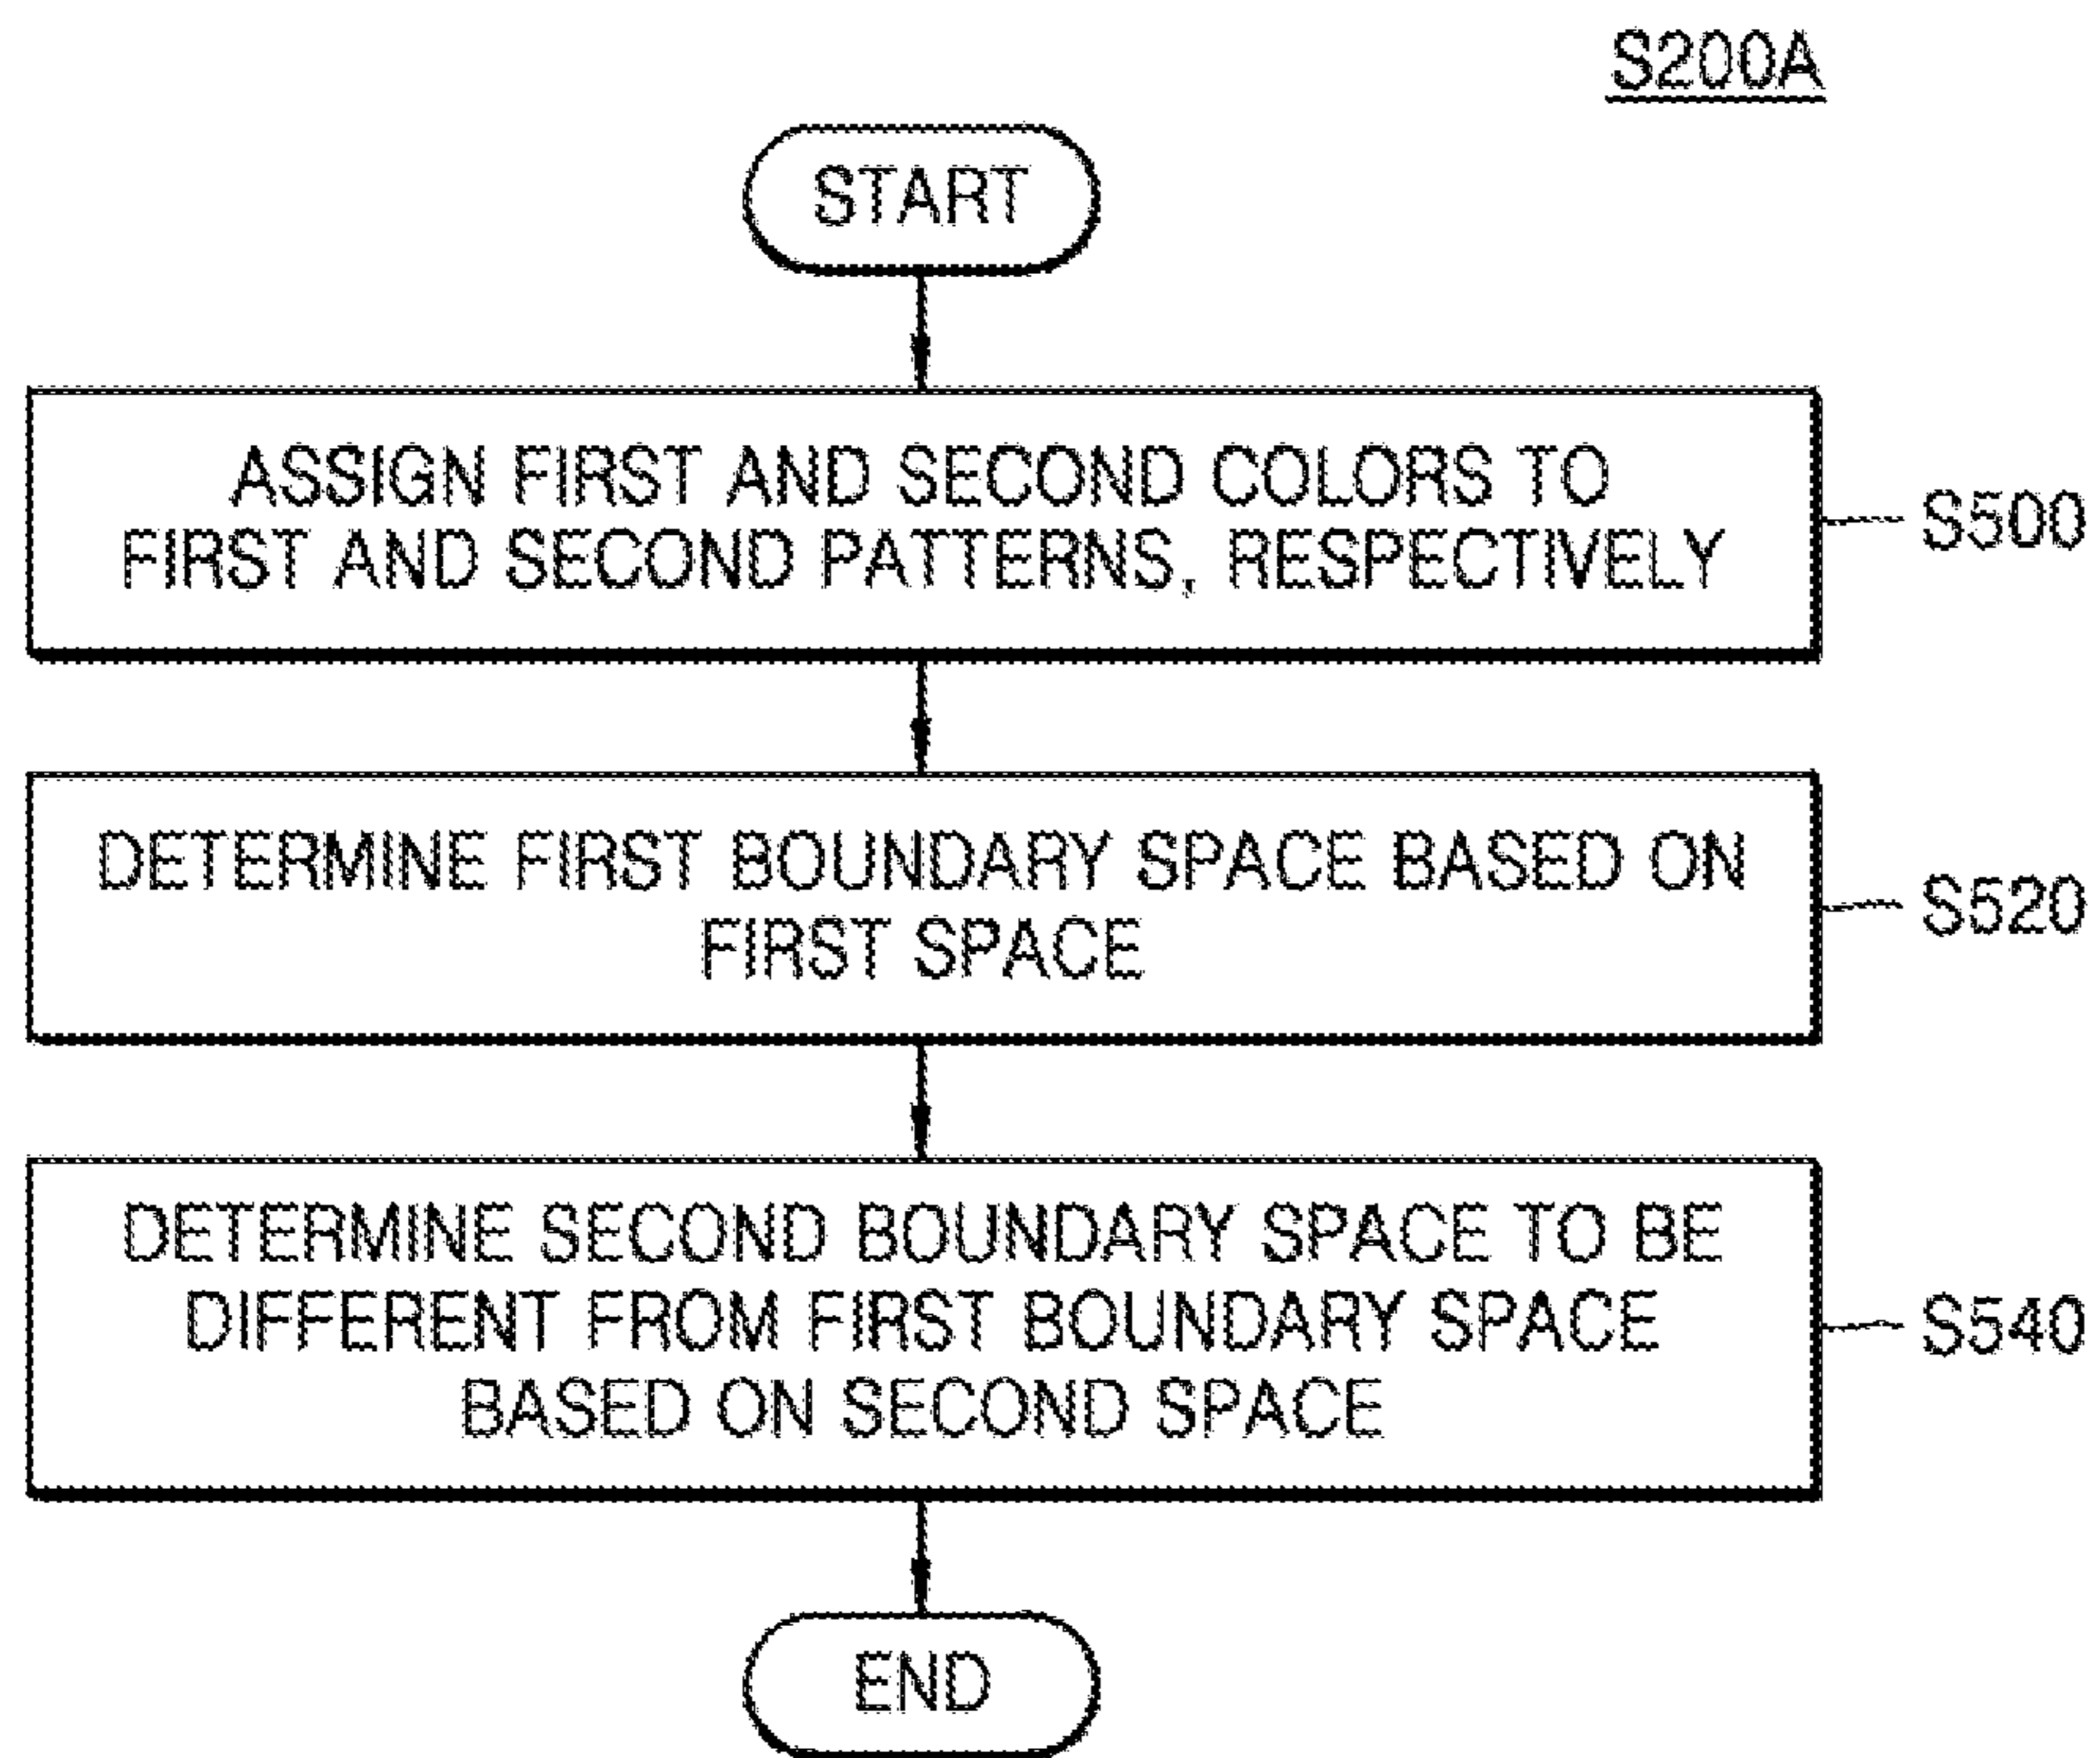 S200A
START
ASSIGN FIRST AND SECOND COLORS TO
FIRST AND SECOND PATTERNS, RESPECTIVELY
S500
DETERMINE FIRST BOUNDARY SPACE BASED ON
FIRST SPACE
S520
DETERMINE SECOND BOUNDARY SPACE TO BE
DIFFERENT FROM FIRST BOUNDARY SPACE
BASED ON SECOND SPACE
S540
END